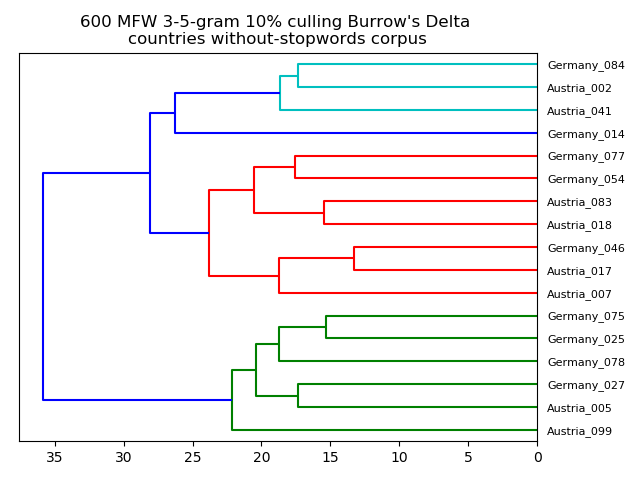 600 MFW 3-5-gram 10% culling Burrow's Delta
countries without-stopwords corpus
Germany_084
Austria_002
Austria_041
Germany_014
Germany_077
Germany_054
Austria_083
Austria_018
Germany_046
Austria_017
Austria_007
Germany_075
Germany_025
Germany_078
Germany_027
Austria_005
Austria_099
35 30 25 20 15 10 5 0